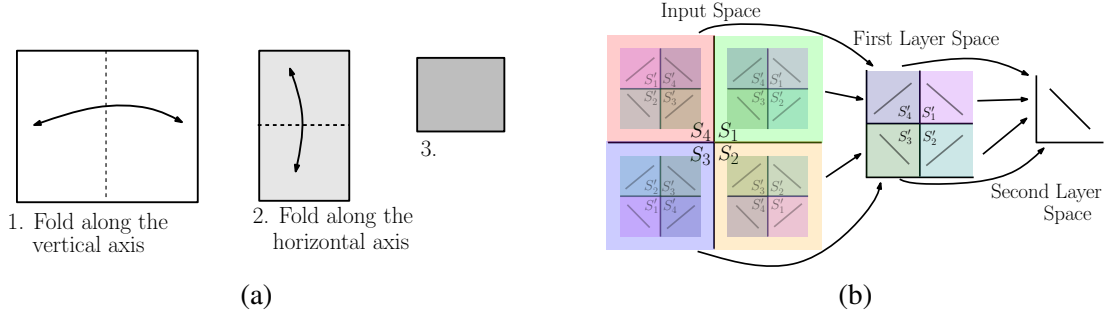 1. Fold along the
vertical axis
2. Fold along the
horizontal axis
3.
(a)
Input Space
First Layer Space
Second Layer
Space
S4 S1
S3 S2
S′1 S′4
S′2 S′3
S′4 S′1
S′3 S′2
S′2 S′3
S′1 S′4
S′3 S′2
S′4 S′1
S′4 S′1
S′3 S′2
(b)